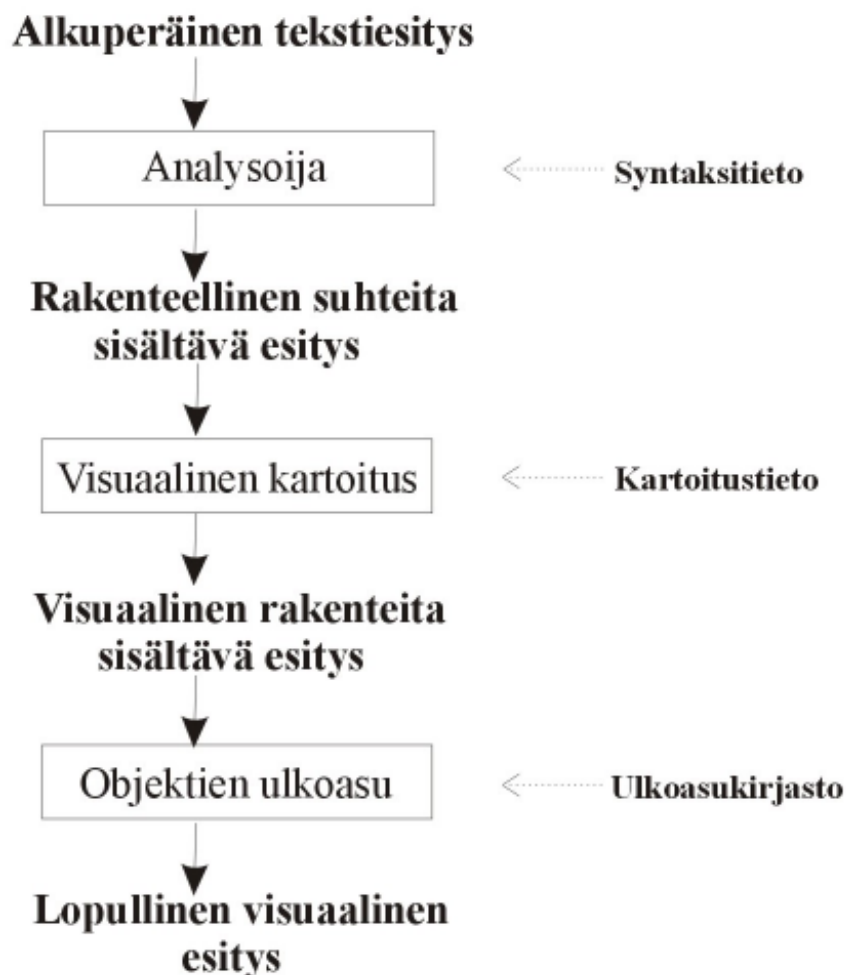 Alkuperäinen tekstiesitys
Analysoija
Syntaksitieto
Rakenteellinen suhteita
sisältävä esitys
Visuaalinen kartoitus
Kartoitustieto
Visuaalinen rakenteita
sisältävä esitys
Objektien ulkoasu
Ulkoasukirjasto
Lopullinen visuaalinen
esitys